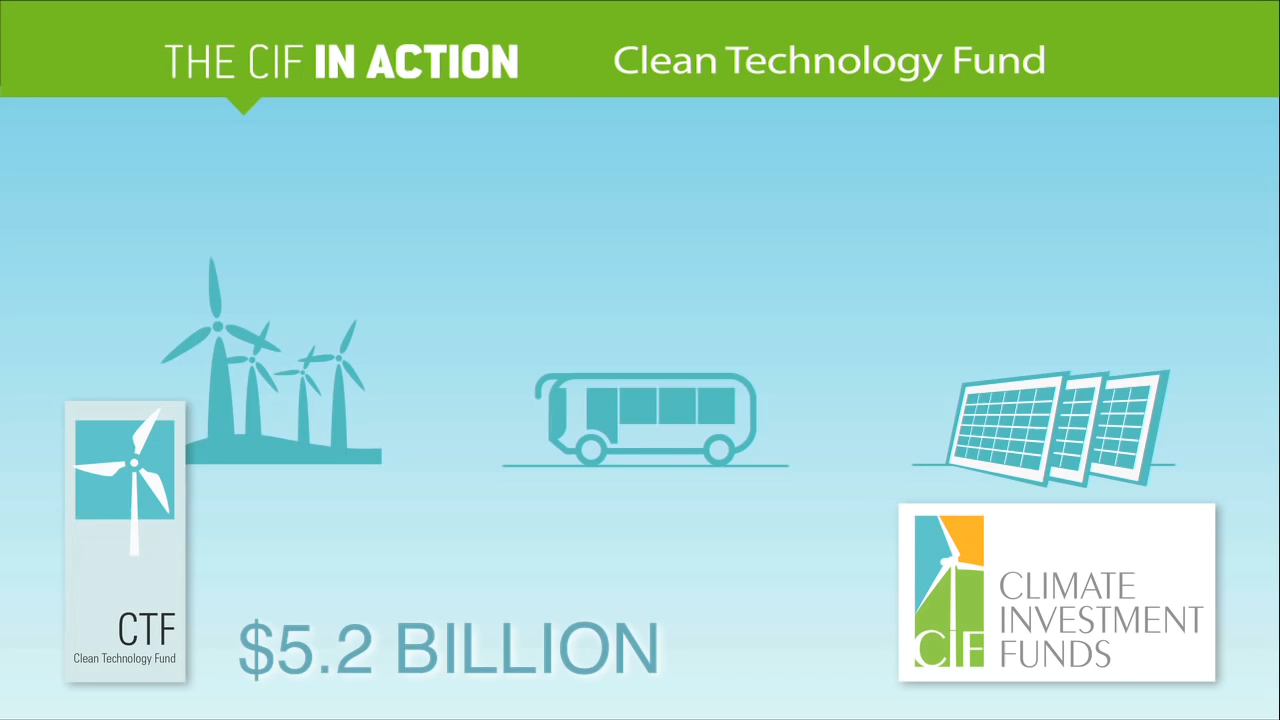 THE CIF IN ACTION
Clean Technology Fund
CTF
Clean Technology Fund
$5.2 BILLION
CIF
CLIMATE
INVESTMENT
FUNDS